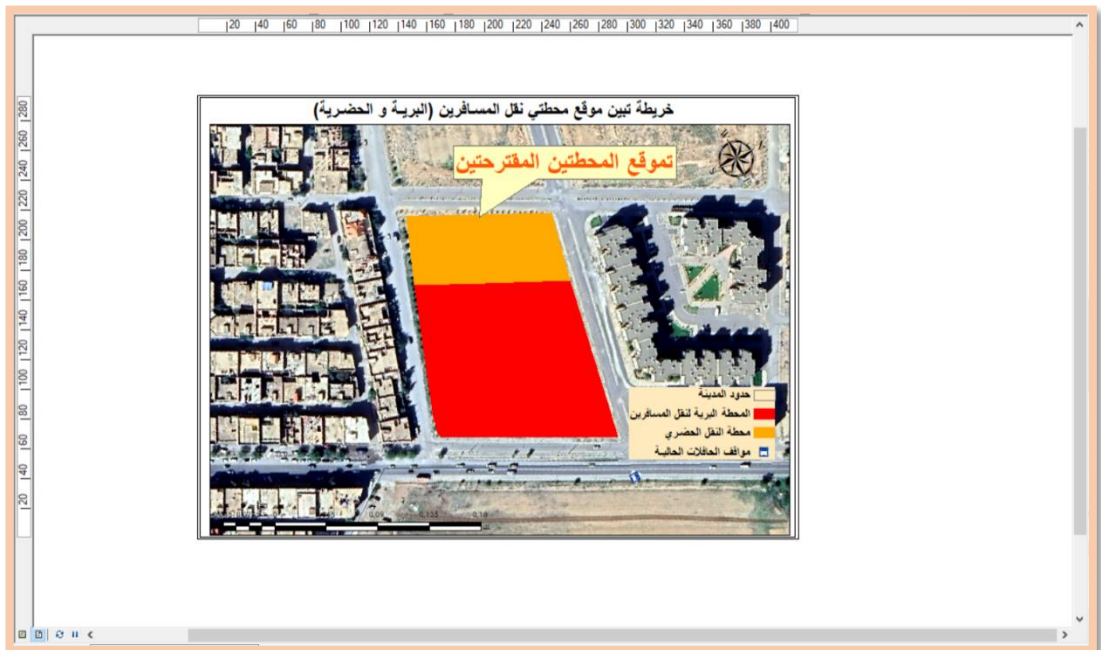 20 40 60 80 100 120 140 160 180 200 220 240 260 280 300 320 340 360 380 400
280
260
240
220
200
180
160
140
120
100
80
60
40
20
خريطة تبين موقع محطتي نقل المسافرين (البرية و الحضرية)
تموقع المحطتين المقترحتين
حدود المدينة
المحطة البرية لنقل المسافرين
محطة النقل الحضري
مواقف الحافلات الحالية